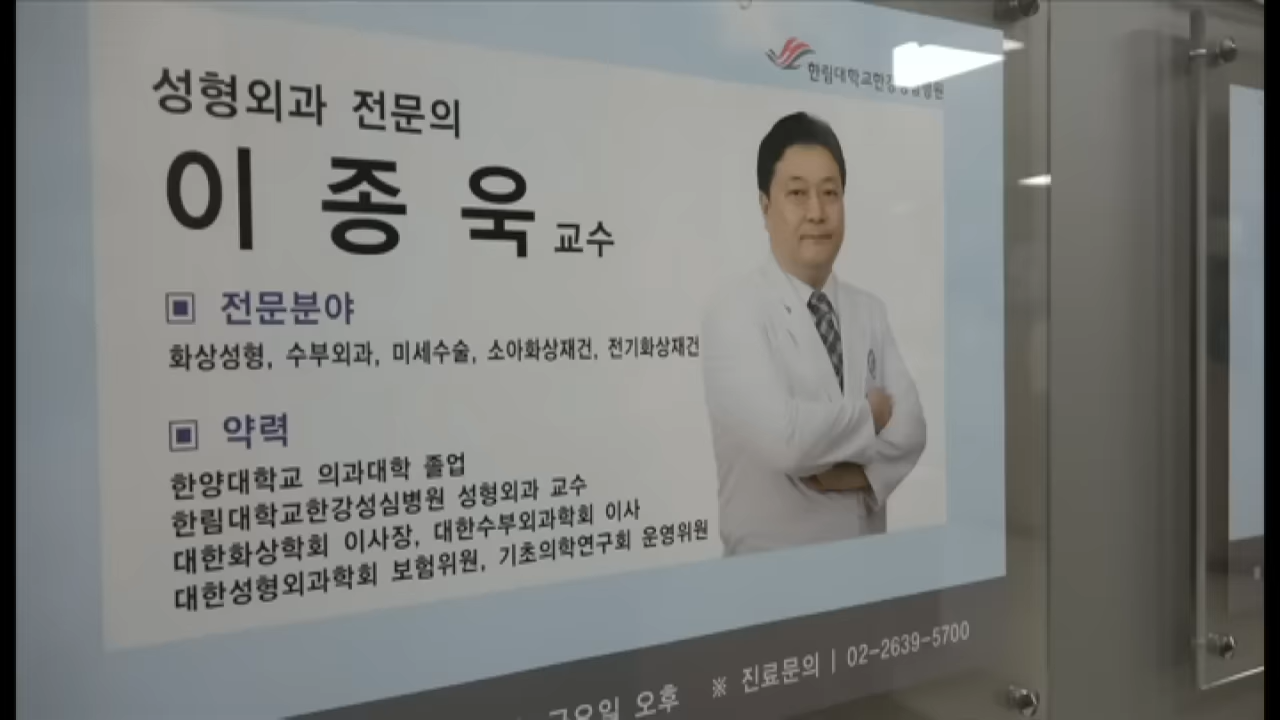 한림대학교한강성심병원
성형외과 전문의
이종욱 교수
▣ 전문분야
화상성형, 수부외과, 미세수술, 소아화상재건, 전기화상재건
▣ 약력
한양대학교 의과대학 졸업
한림대학교한강성심병원 성형외과 교수
대한화상학회 이사장, 대한수부외과학회 이사
대한성형외과학회 보험위원, 기초의학연구회 운영위원
금요일 오후 ※ 진료문의 | 02-2639-5700